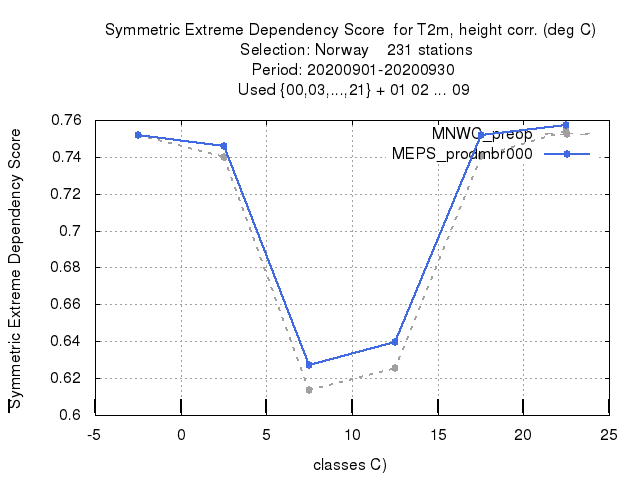 Symmetric Extreme Dependency Score for T2m, height corr. (deg C)
Selection: Norway 231 stations
Period: 20200901-20200930
Used {00,03,...,21} + 01 02 ... 09
Symmetric Extreme Dependency Score
0.76
0.74
0.72
0.7
0.68
0.66
0.64
0.62
0.6
MNWC_preop
MEPS_prodmbr000
-5
0
5
10
15
20
25
classes C)